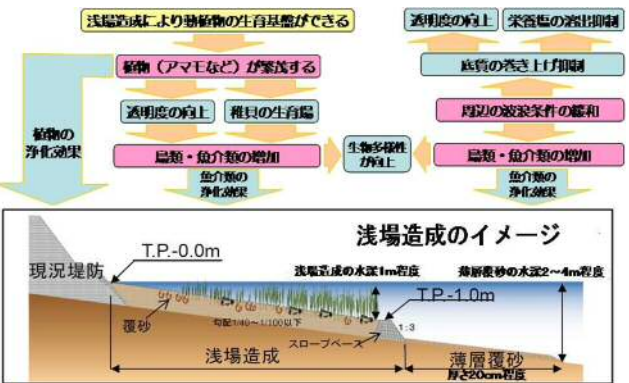 浅場造成により動植物の生育基盤ができる
植物（アマモなど）が繁茂する
透明度の向上
稚貝の生育場
鳥類・魚介類の増加
植物の
浄化効果
魚介類の
浄化効果
生物多様性
が向上
透明度の向上
栄養塩の溶出抑制
底質の巻き上げ抑制
周辺の波浪条件の緩和
鳥類・魚介類の増加
魚介類の
浄化効果
浅場造成のイメージ
T.P.-0.0m
現況堤防
浅場造成の水深1m程度
薄層覆砂の水深2～4m程度
T.P.-1.0m
覆砂
勾配1/40～1/100以下
1:3
スロープベース
浅場造成
薄層覆砂
厚さ20cm程度